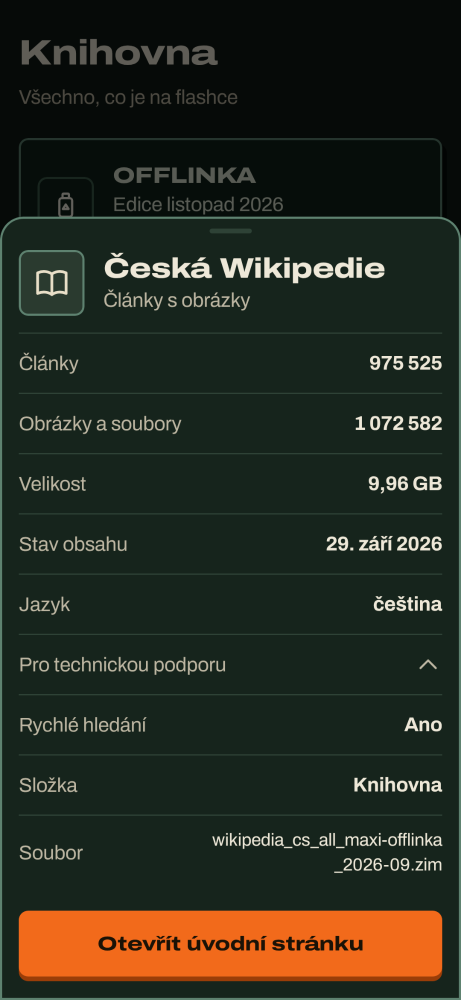 Knihovna
Všechno, co je na flashce
OFFLINKA
Edice listopad 2026
Česká Wikipedie
Články s obrázky
Články 975 525
Obrázky a soubory 1 072 582
Velikost 9,96 GB
Stav obsahu 29. září 2026
Jazyk čeština
Pro technickou podporu
Rychlé hledání Ano
Složka Knihovna
Soubor wikipedia_cs_all_maxi-offlinka
_2026-09.zim
Otevřít úvodní stránku